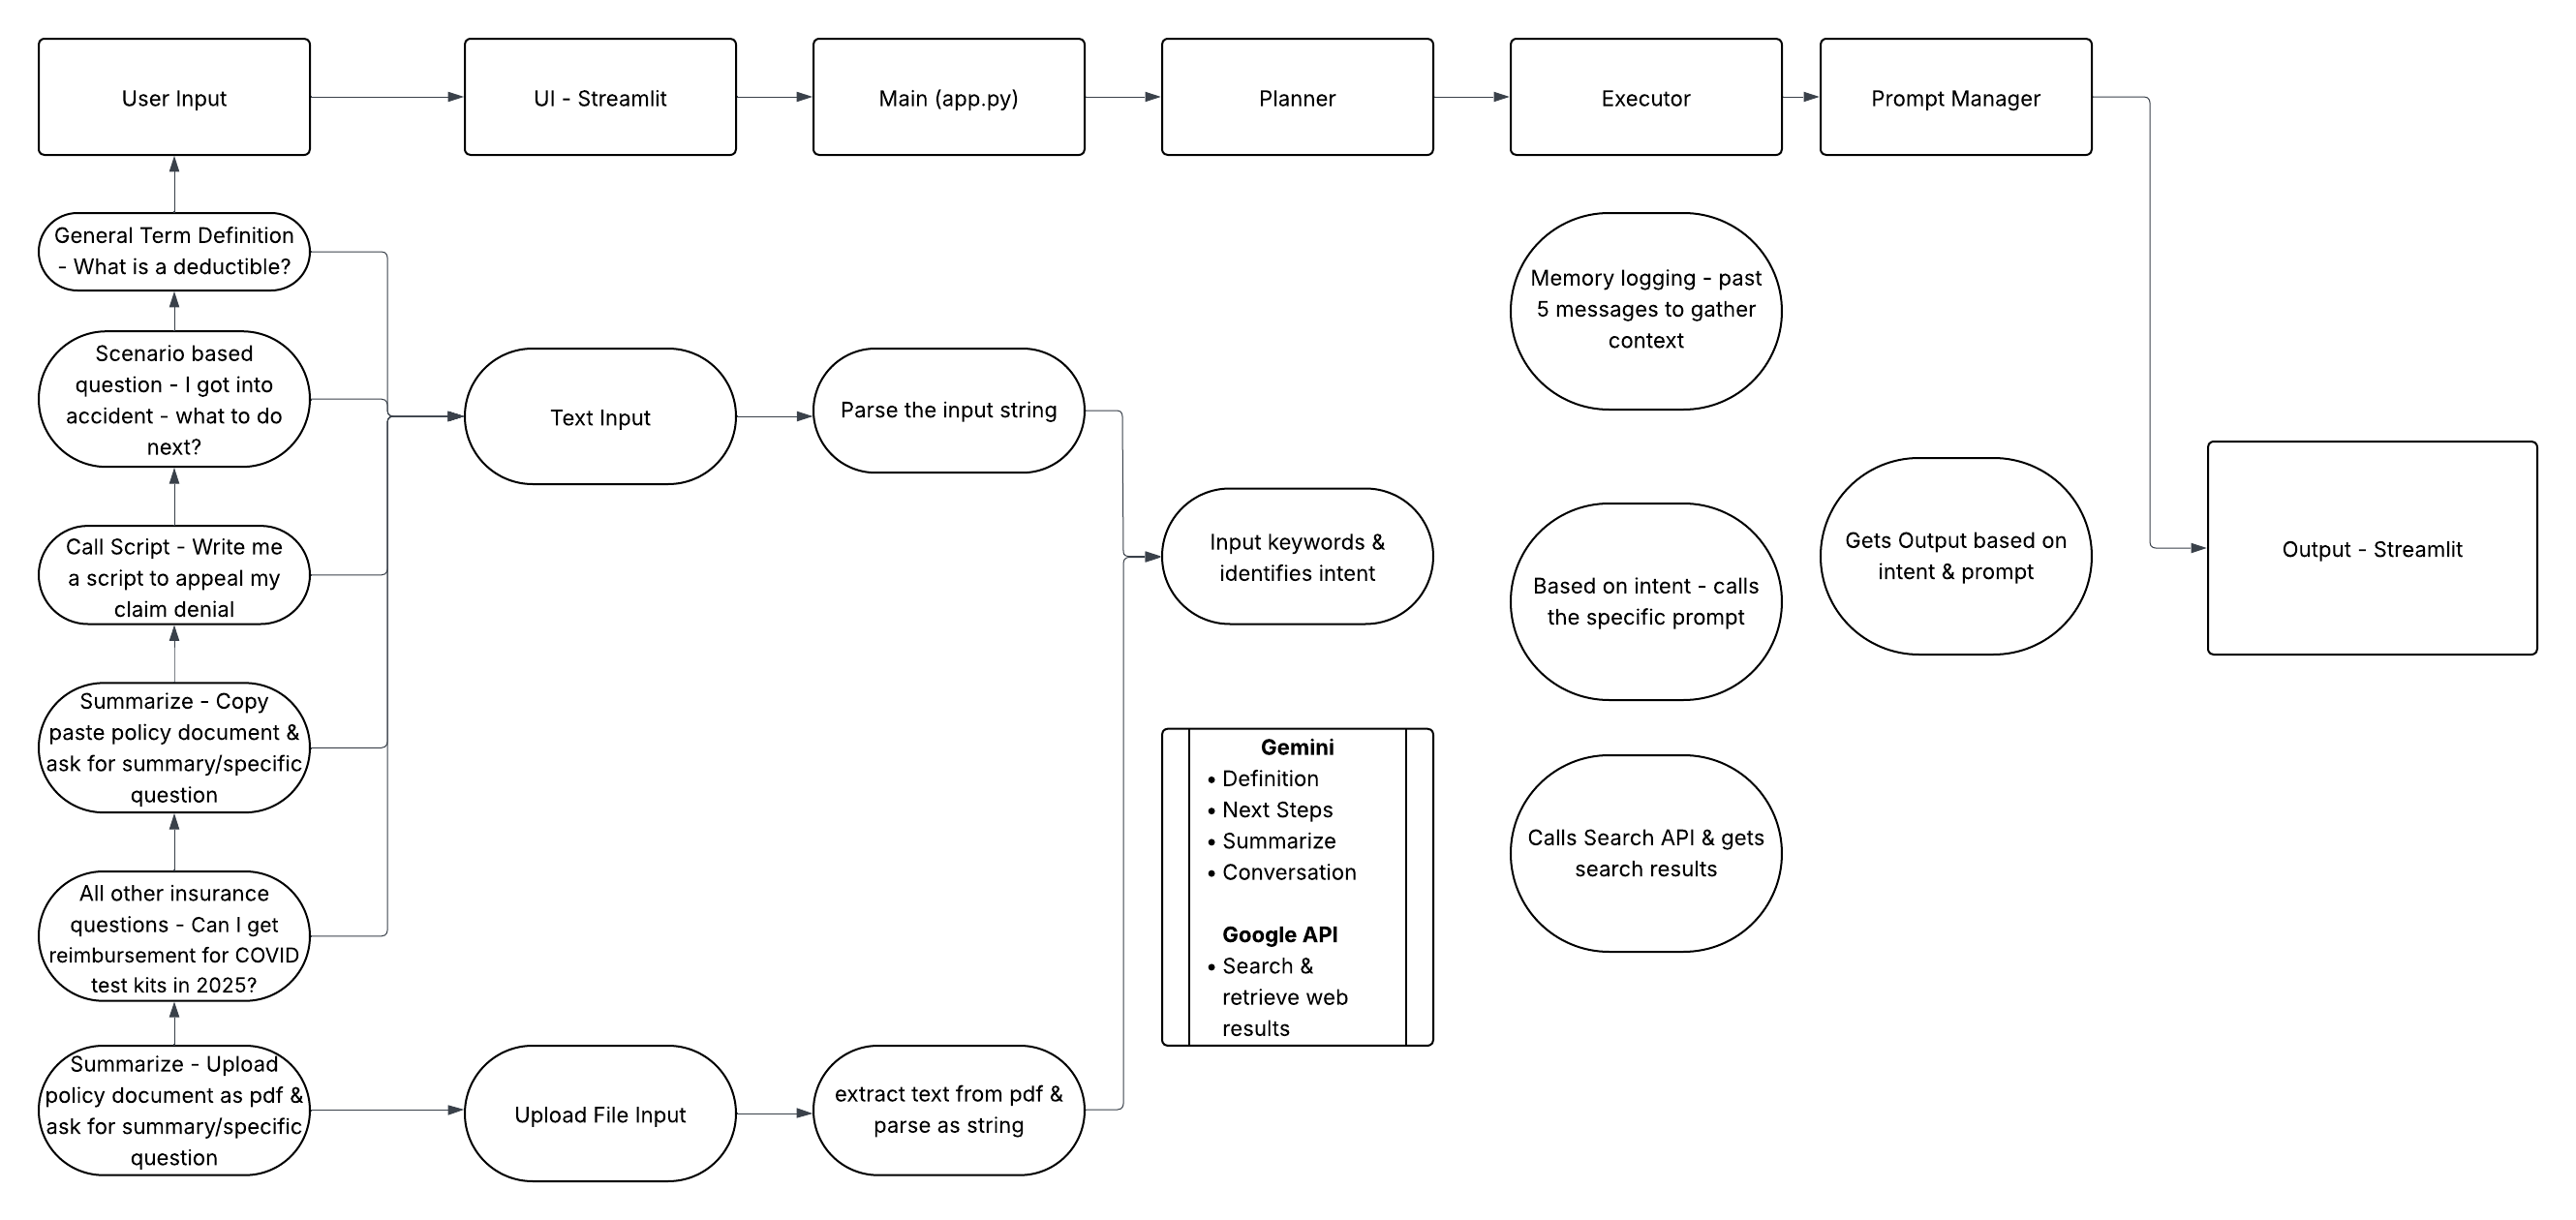 User Input
UI - Streamlit
Main (app.py)
Planner
Executor
Prompt Manager
General Term Definition
- What is a deductible?
Scenario based
question - I got into
accident - what to do
next?
Call Script - Write me
a script to appeal my
claim denial
Summarize - Copy
paste policy document &
ask for summary/specific
question
All other insurance
questions - Can I get
reimbursement for COVID
test kits in 2025?
Summarize - Upload
policy document as pdf &
ask for summary/specific
question
Text Input
Upload File Input
Parse the input string
extract text from pdf &
parse as string
Input keywords &
identifies intent
Gemini
• Definition
• Next Steps
• Summarize
• Conversation
Google API
• Search &
retrieve web
results
Memory logging - past
5 messages to gather
context
Based on intent - calls
the specific prompt
Calls Search API & gets
search results
Gets Output based on
intent & prompt
Output - Streamlit